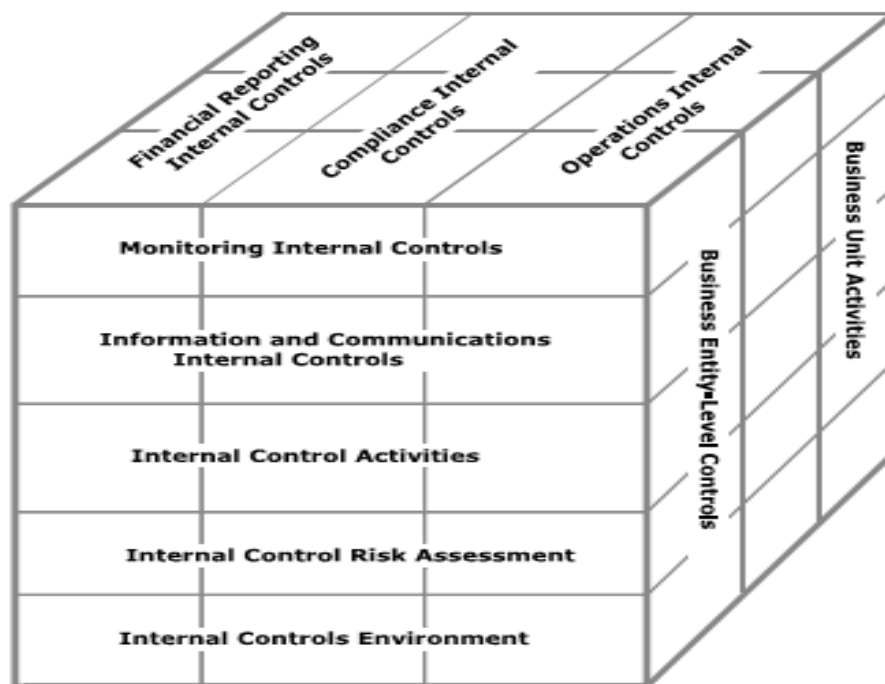 Financial Reporting
Internal Controls
Compliance Internal
Controls
Operations Internal
Controls
Monitoring Internal Controls
Information and Communications
Internal Controls
Internal Control Activities
Internal Control Risk Assessment
Internal Controls Environment
Business Entity-Level Controls
Business Unit Activities